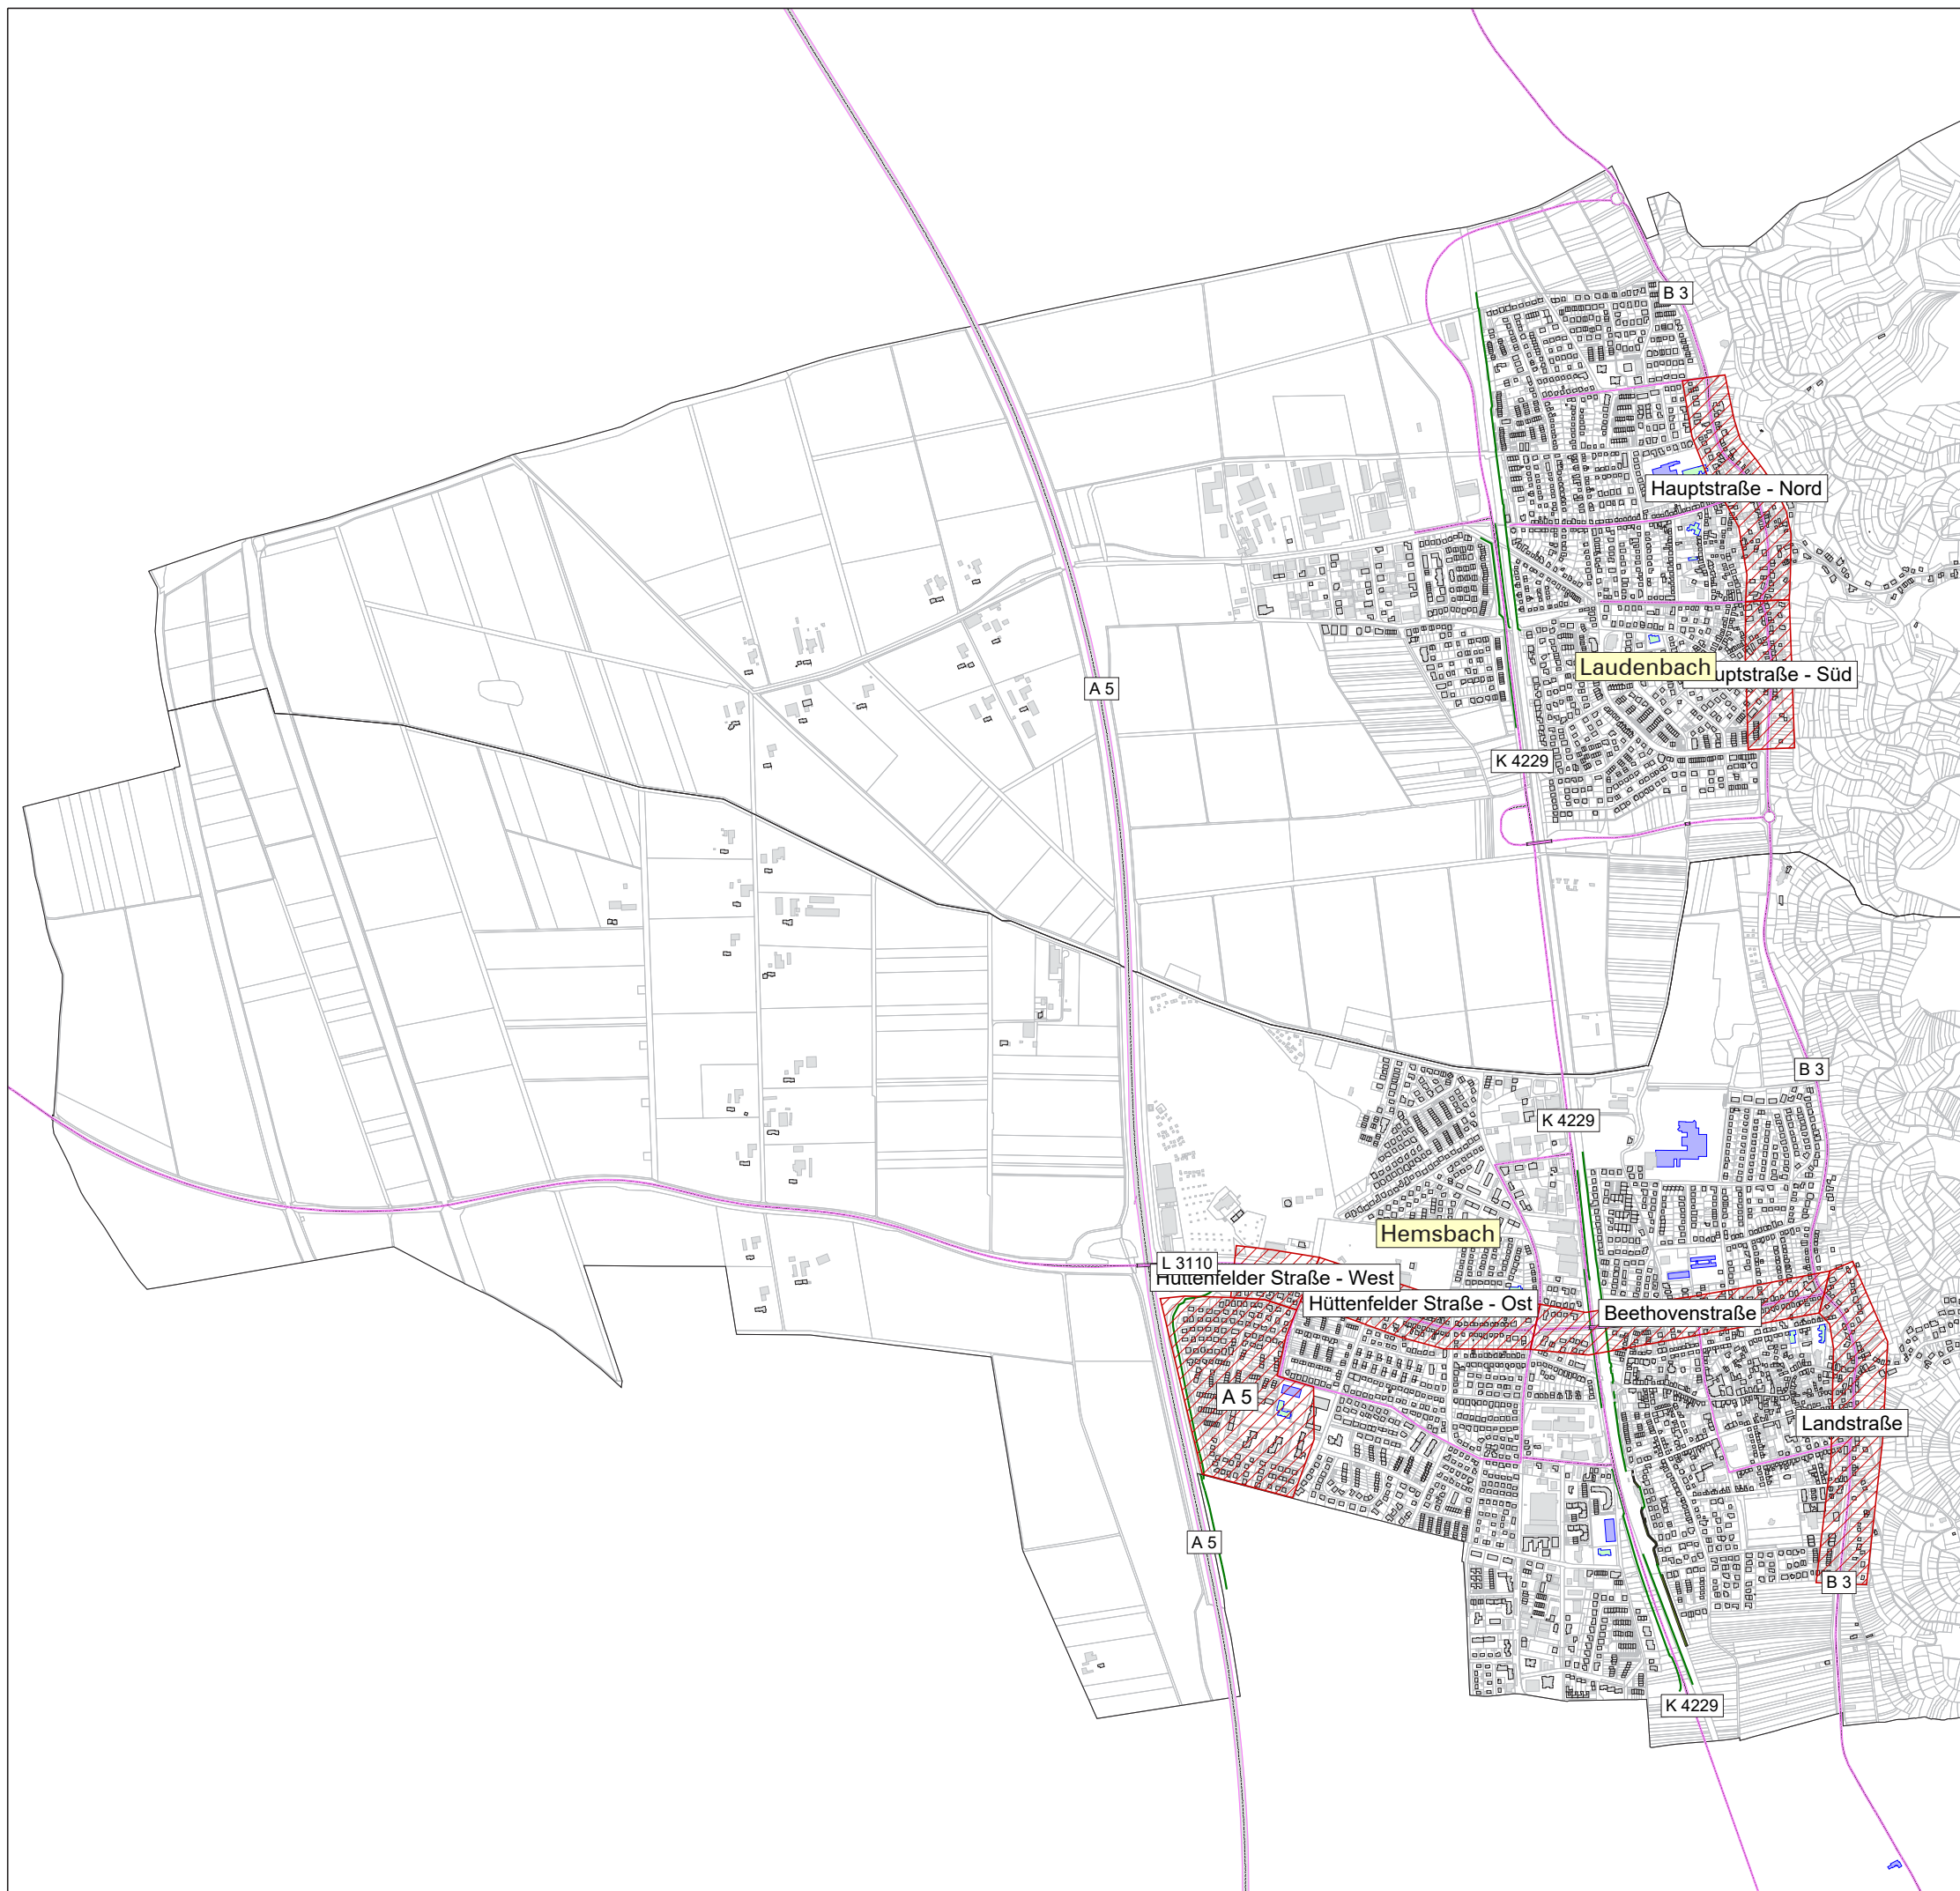 B 3
Hauptstraße - Nord
Laudenbach
uptstraße - Süd
A 5
K 4229
B 3
K 4229
Hemsbach
L 3110
Hüttenfelder Straße - West
Hüttenfelder Straße - Ost
Beethovenstraße
A 5
Landstraße
A 5
B 3
K 4229